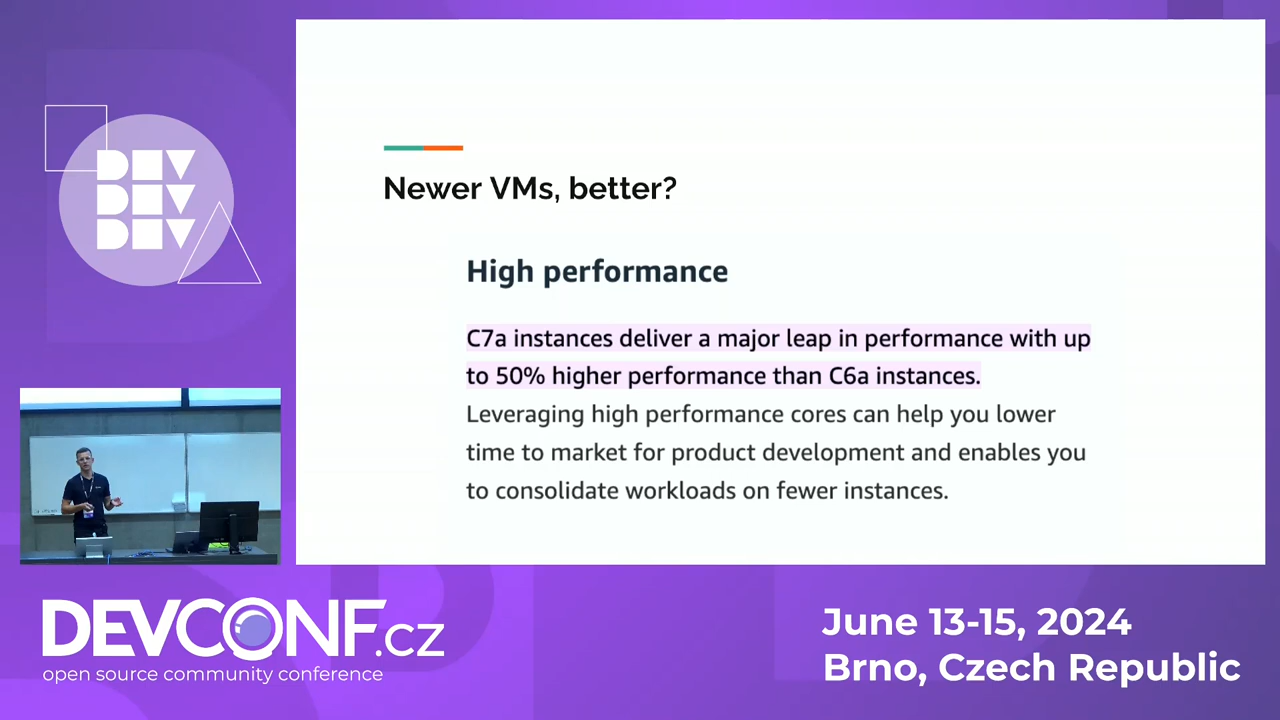 DEV
DEV
DEV
Newer VMs, better?
High performance
C7a instances deliver a major leap in performance with up
to 50% higher performance than C6a instances.
Leveraging high performance cores can help you lower
time to market for product development and enables you
to consolidate workloads on fewer instances.
DEVCONF.cz
open source community conference
June 13-15, 2024
Brno, Czech Republic